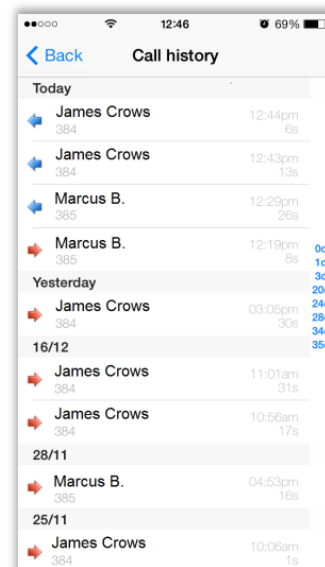 12:46
69%
Back
Call history
Today
James Crows
12:44pm
384
6s
James Crows
12:43pm
384
13s
Marcus B.
12:29pm
385
26s
Marcus B.
12:19pm
385
8s
Yesterday
James Crows
03:05pm
384
30s
16/12
James Crows
11:01am
384
31s
James Crows
10:56am
384
17s
28/11
Marcus B.
04:53pm
385
16s
25/11
James Crows
10:06am
384
1s